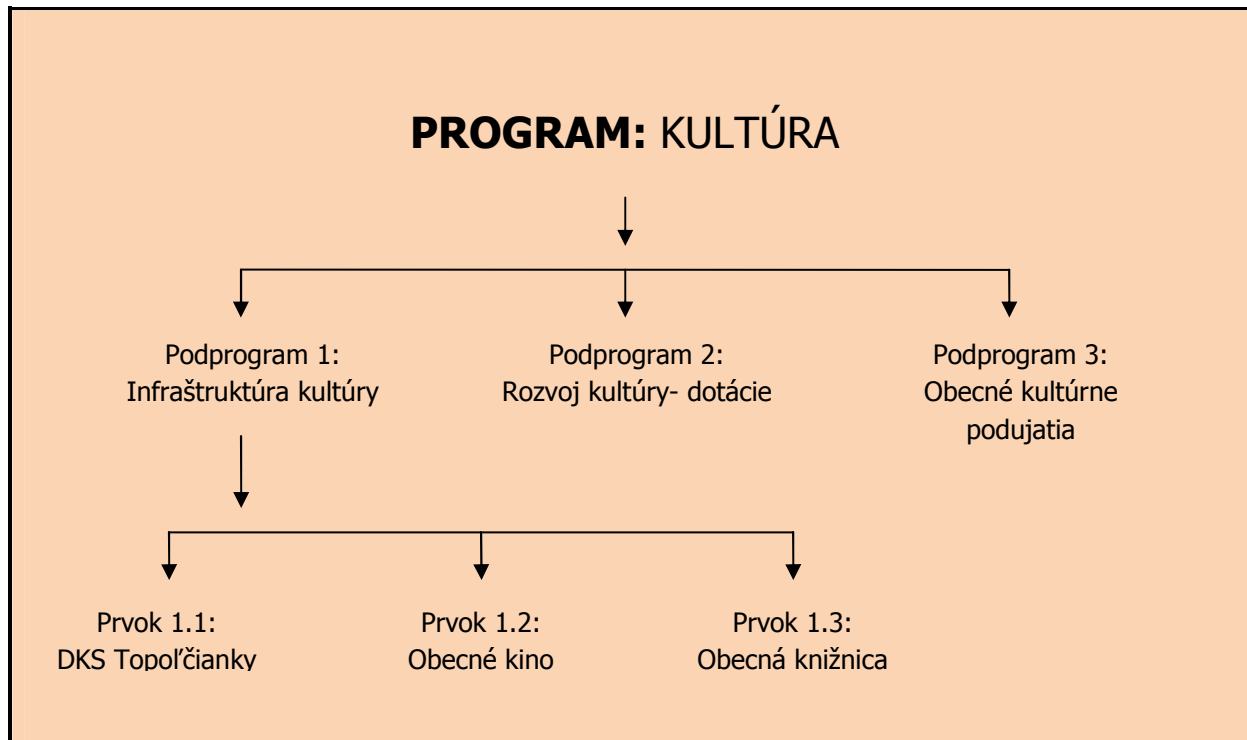 PROGRAM: KULTÚRA
Podprogram 1:
Infraštruktúra kultúry
Podprogram 2:
Rozvoj kultúry- dotácie
Podprogram 3:
Obecné kultúrne
podujatia
Prvok 1.1:
DKS Topoľčianky
Prvok 1.2:
Obecné kino
Prvok 1.3:
Obecná knižnica